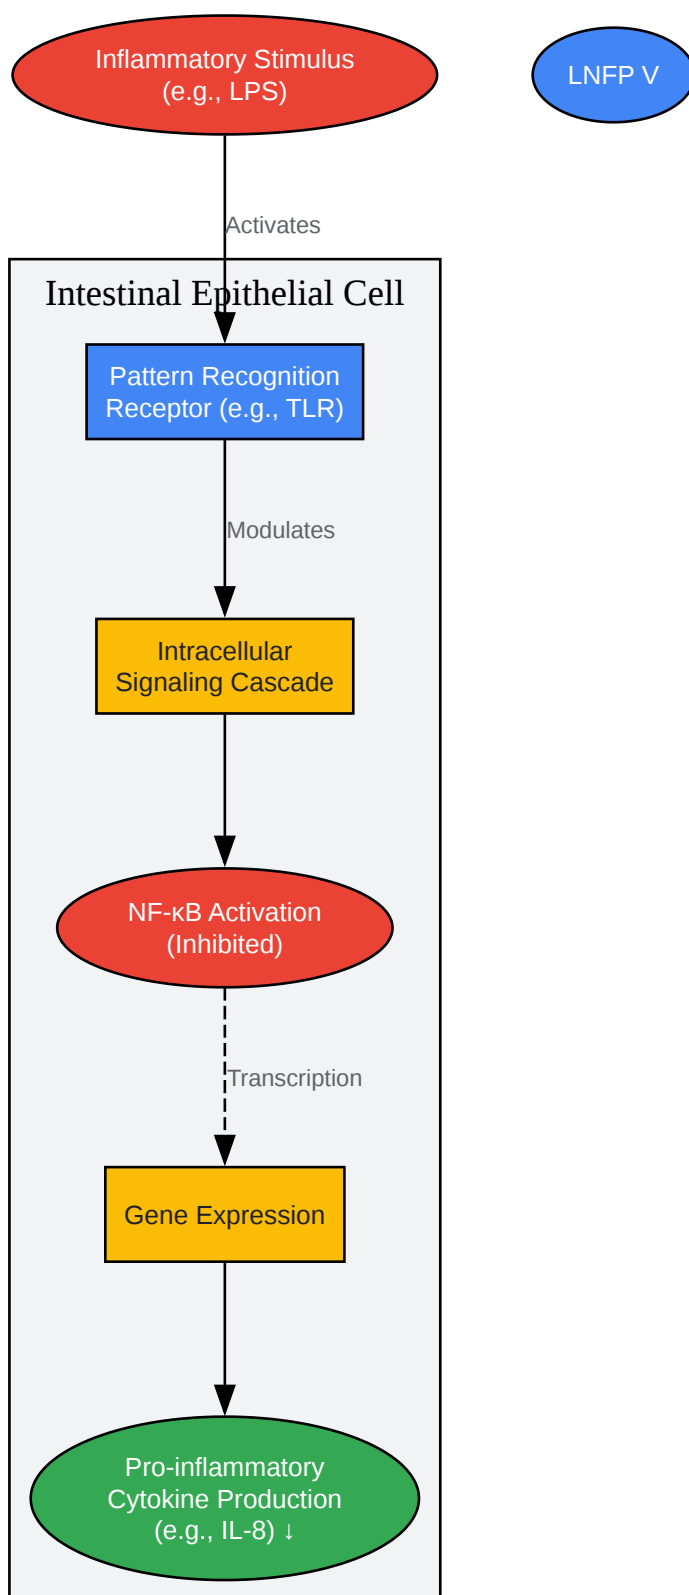 Inflammatory Stimulus
(e.g., LPS)
LNFP V
Activates
Intestinal Epithelial Cell
Pattern Recognition
Receptor (e.g., TLR)
Modulates
Intracellular
Signaling Cascade
NF-κB Activation
(Inhibited)
Transcription
Gene Expression
Pro-inflammatory
Cytokine Production
(e.g., IL-8) ↓